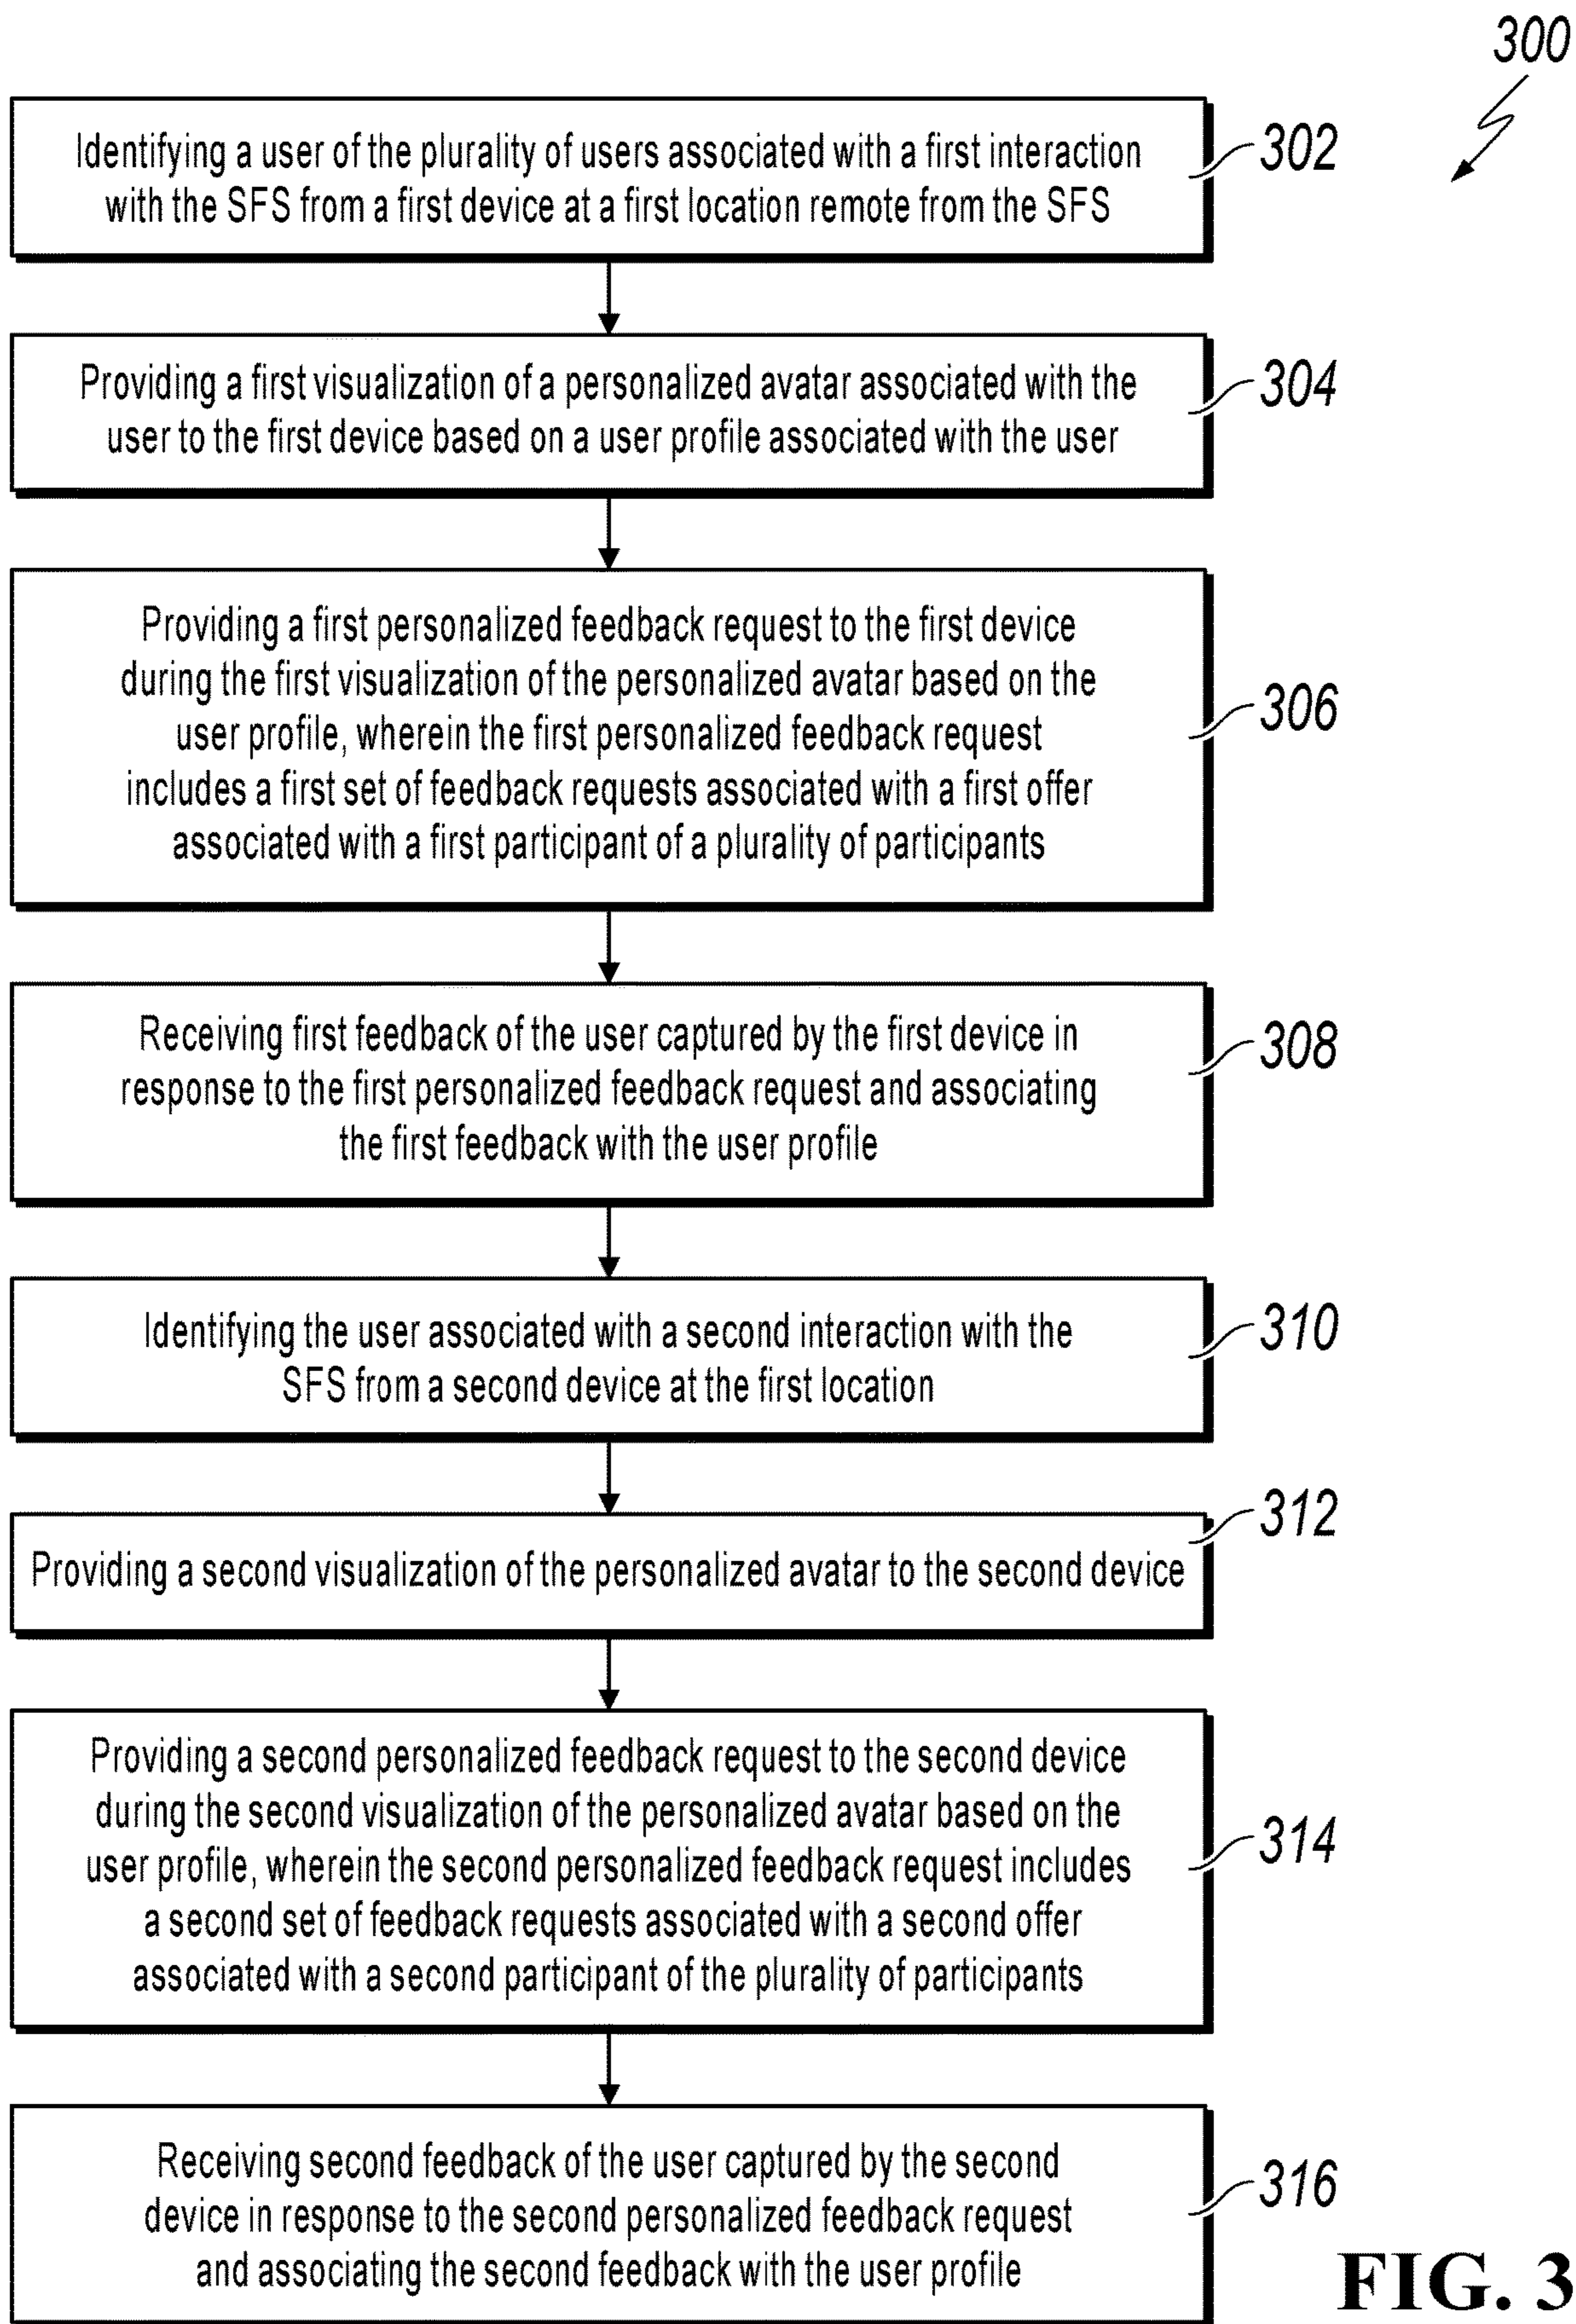 300
Identifying a user of the plurality of users associated with a first interaction
with the SFS from a first device at a first location remote from the SFS
302
Providing a first visualization of a personalized avatar associated with the
user to the first device based on a user profile associated with the user
304
Providing a first personalized feedback request to the first device
during the first visualization of the personalized avatar based on the
user profile, wherein the first personalized feedback request
includes a first set of feedback requests associated with a first offer
associated with a first participant of a plurality of participants
306
Receiving first feedback of the user captured by the first device in
response to the first personalized feedback request and associating
the first feedback with the user profile
308
Identifying the user associated with a second interaction with the
SFS from a second device at the first location
310
Providing a second visualization of the personalized avatar to the second device
312
Providing a second personalized feedback request to the second device
during the second visualization of the personalized avatar based on the
user profile, wherein the second personalized feedback request includes
a second set of feedback requests associated with a second offer
associated with a second participant of the plurality of participants
314
Receiving second feedback of the user captured by the second
device in response to the second personalized feedback request
and associating the second feedback with the user profile
316
FIG. 3